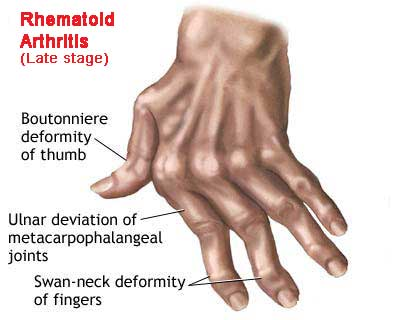 Rhematoid
Arthritis
(Late stage)
Boutonniere
deformity
of thumb
Ulnar deviation of
metacarpophalangeal
joints
Swan-neck deformity
of fingers